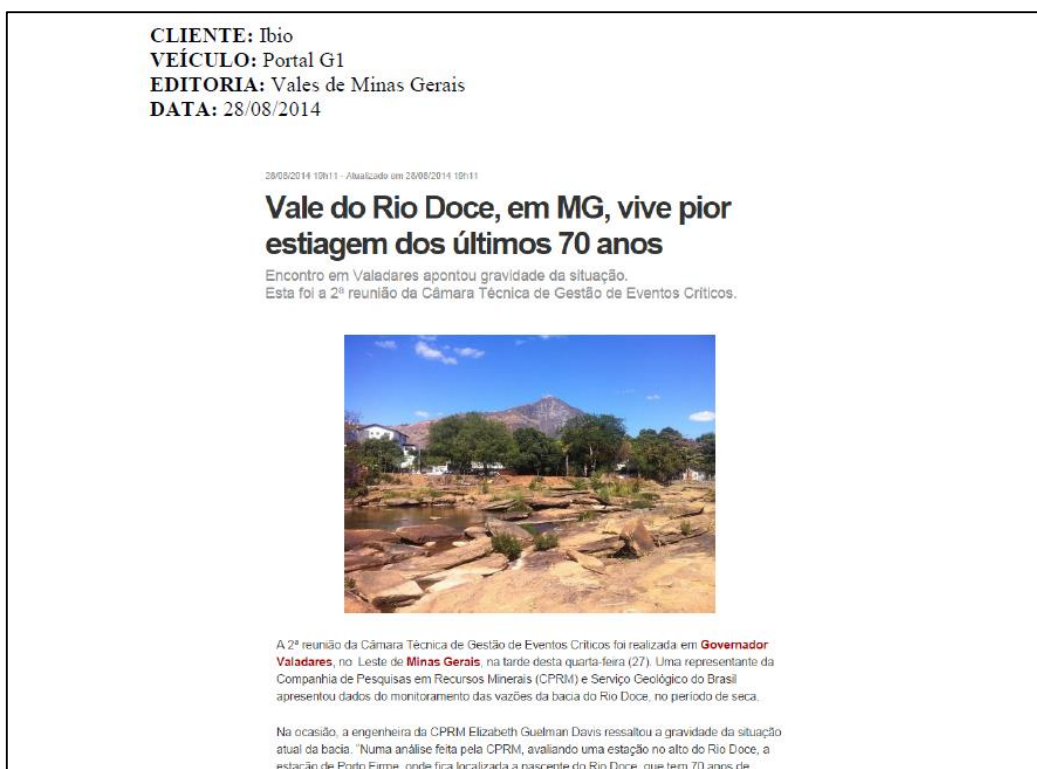 CLIENTE: Ibio
VEÍCULO: Portal G1
EDITORIA: Vales de Minas Gerais
DATA: 28/08/2014
28/08/2014 19h11 - Atualizado em 28/08/2014 19h11
Vale do Rio Doce, em MG, vive pior
estiagem dos últimos 70 anos
Encontro em Valadares apontou gravidade da situação.
Esta foi a 2ª reunião da Câmara Técnica de Gestão de Eventos Críticos.
A 2ª reunião da Câmara Técnica de Gestão de Eventos Críticos foi realizada em Governador
Valadares, no Leste de Minas Gerais, na tarde desta quarta-feira (27). Uma representante da
Companhia de Pesquisas em Recursos Minerais (CPRM) e Serviço Geológico do Brasil
apresentou dados do monitoramento das vazões da bacia do Rio Doce, no período de seca.
Na ocasião, a engenheira da CPRM Elizabeth Guelman Davis ressaltou a gravidade da situação
atual da bacia. "Numa análise feita pela CPRM, avaliando uma estação no alto do Rio Doce, a
estação de Porto Firme, onde fica localizada a nascente do Rio Doce, que tem 70 anos de